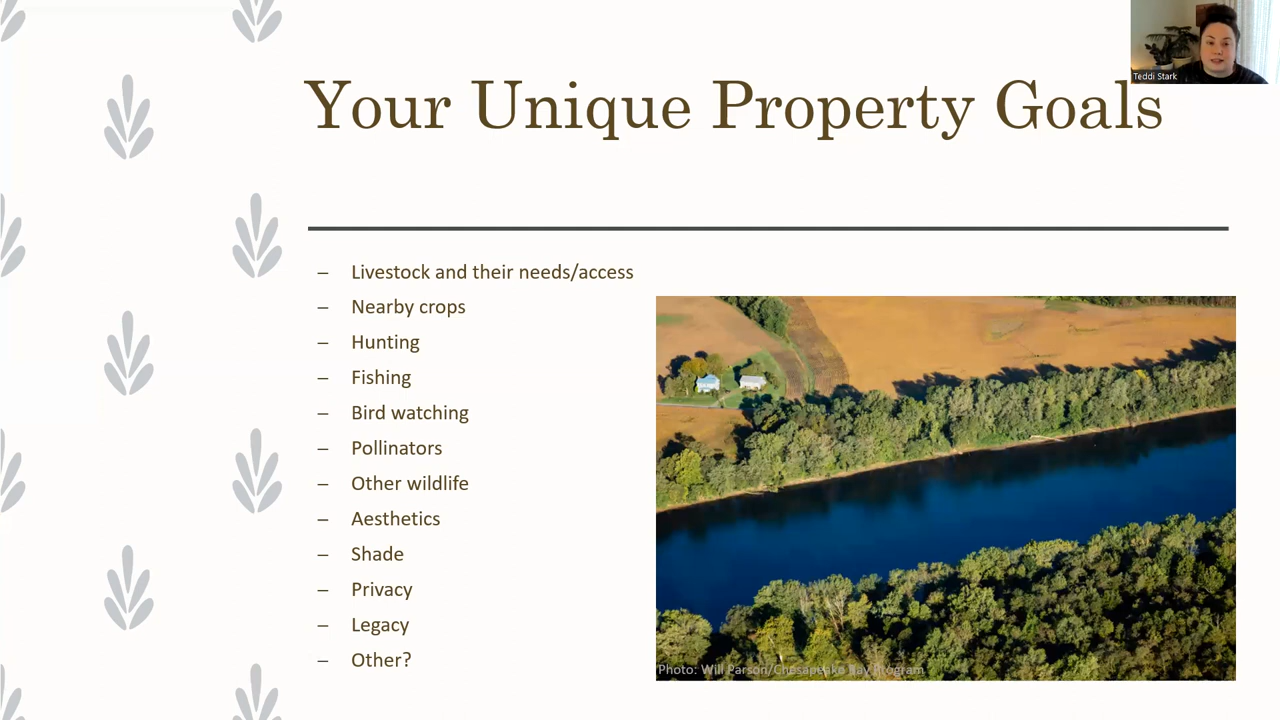 Teddi Stark
Your Unique Property Goals
– Livestock and their needs/access
– Nearby crops
– Hunting
– Fishing
– Bird watching
– Pollinators
– Other wildlife
– Aesthetics
– Shade
– Privacy
– Legacy
– Other?
Photo: Will Parson/Chesapeake Bay Program